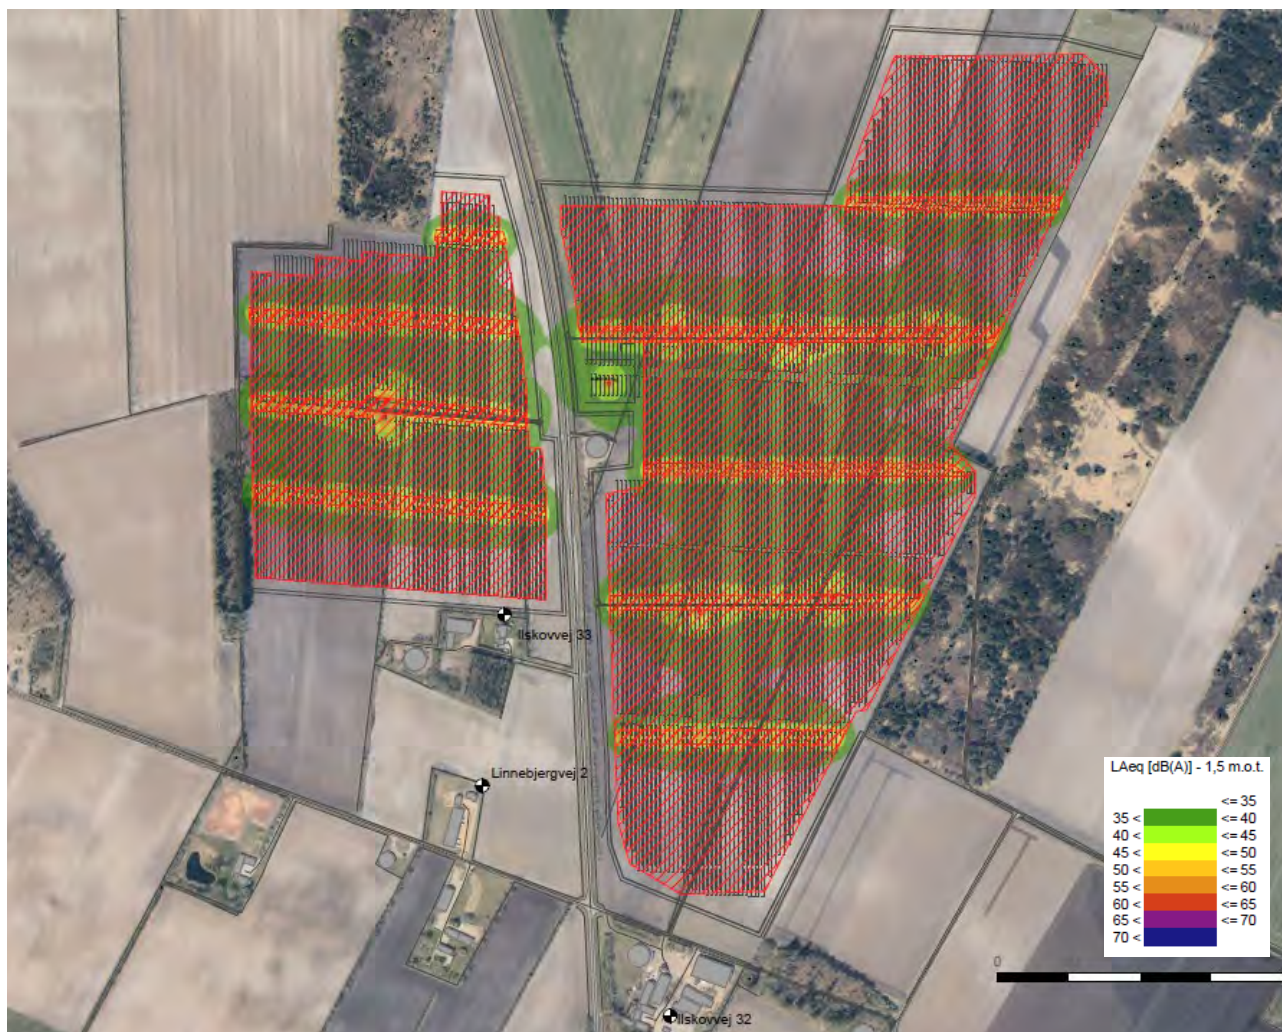 Ilskovvej 33
Linnebjergvej 2
LAeq [dB(A)] - 1,5 m.o.t.
<= 35
35 < <= 40
40 < <= 45
45 < <= 50
50 < <= 55
55 < <= 60
60 < <= 65
65 < <= 70
70 <
0
Ilskovvej 32